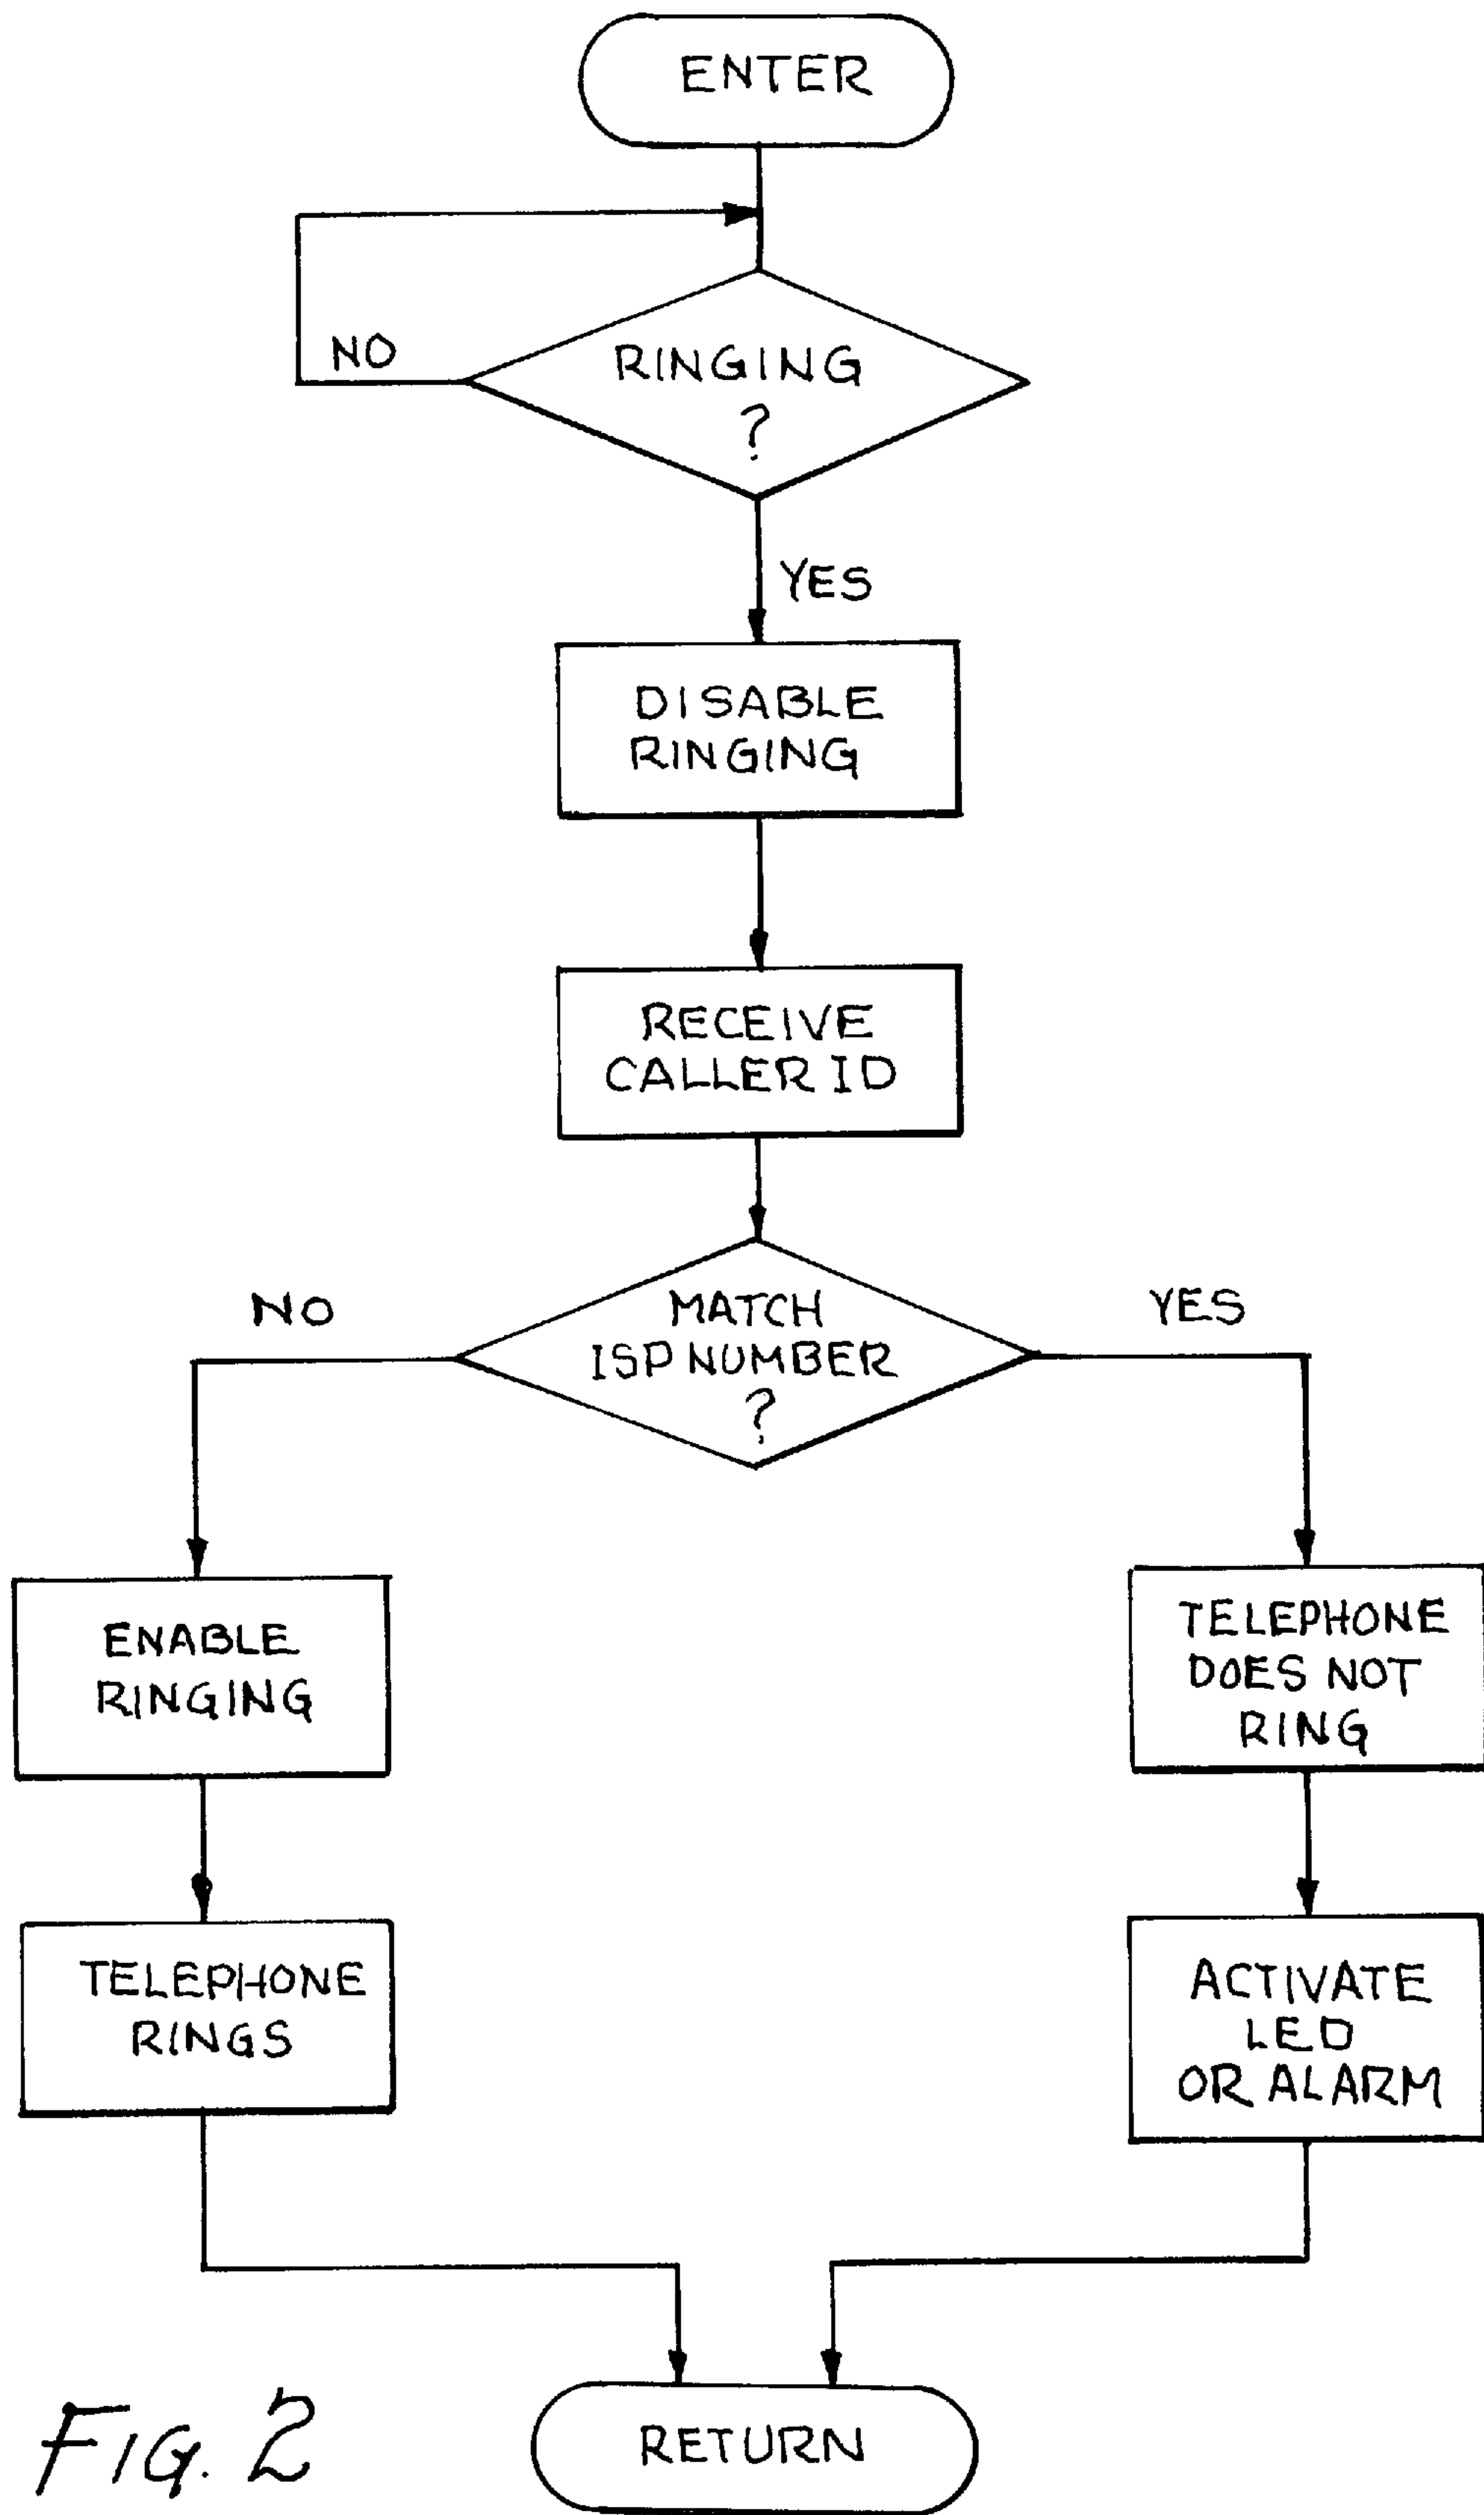 ENTER
RINGING
?
NO
YES
DISABLE
RINGING
RECEIVE
CALLER ID
MATCH
ISP NUMBER
?
NO
YES
ENABLE
RINGING
TELEPHONE
DOES NOT
RING
TELEPHONE
RINGS
ACTIVATE
LED
OR ALARM
RETURN
FIG. 2